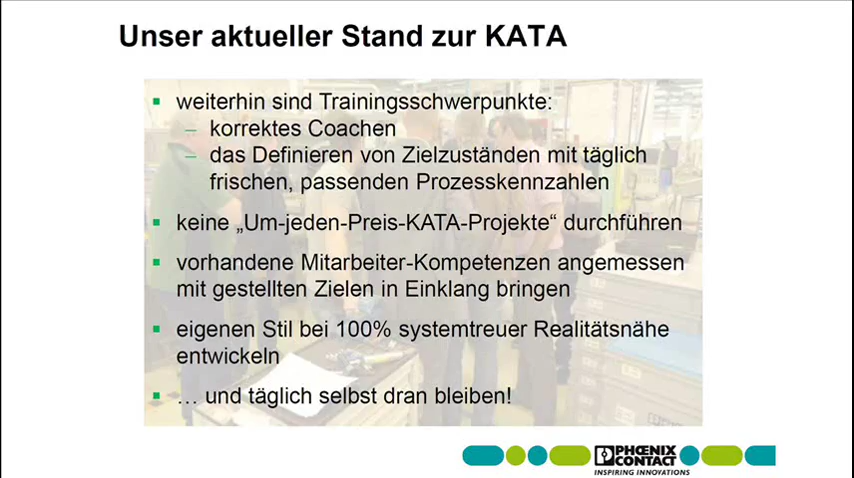 Unser aktueller Stand zur KATA
▪ weiterhin sind Trainingsschwerpunkte:
– korrektes Coachen
– das Definieren von Zielzuständen mit täglich
frischen, passenden Prozesskennzahlen
▪ keine „Um-jeden-Preis-KATA-Projekte“ durchführen
▪ vorhandene Mitarbeiter-Kompetenzen angemessen
mit gestellten Zielen in Einklang bringen
▪ eigenen Stil bei 100% systemtreuer Realitätsnähe
entwickeln
▪ … und täglich selbst dran bleiben!
PHŒNIX
CONTACT
INSPIRING INNOVATIONS